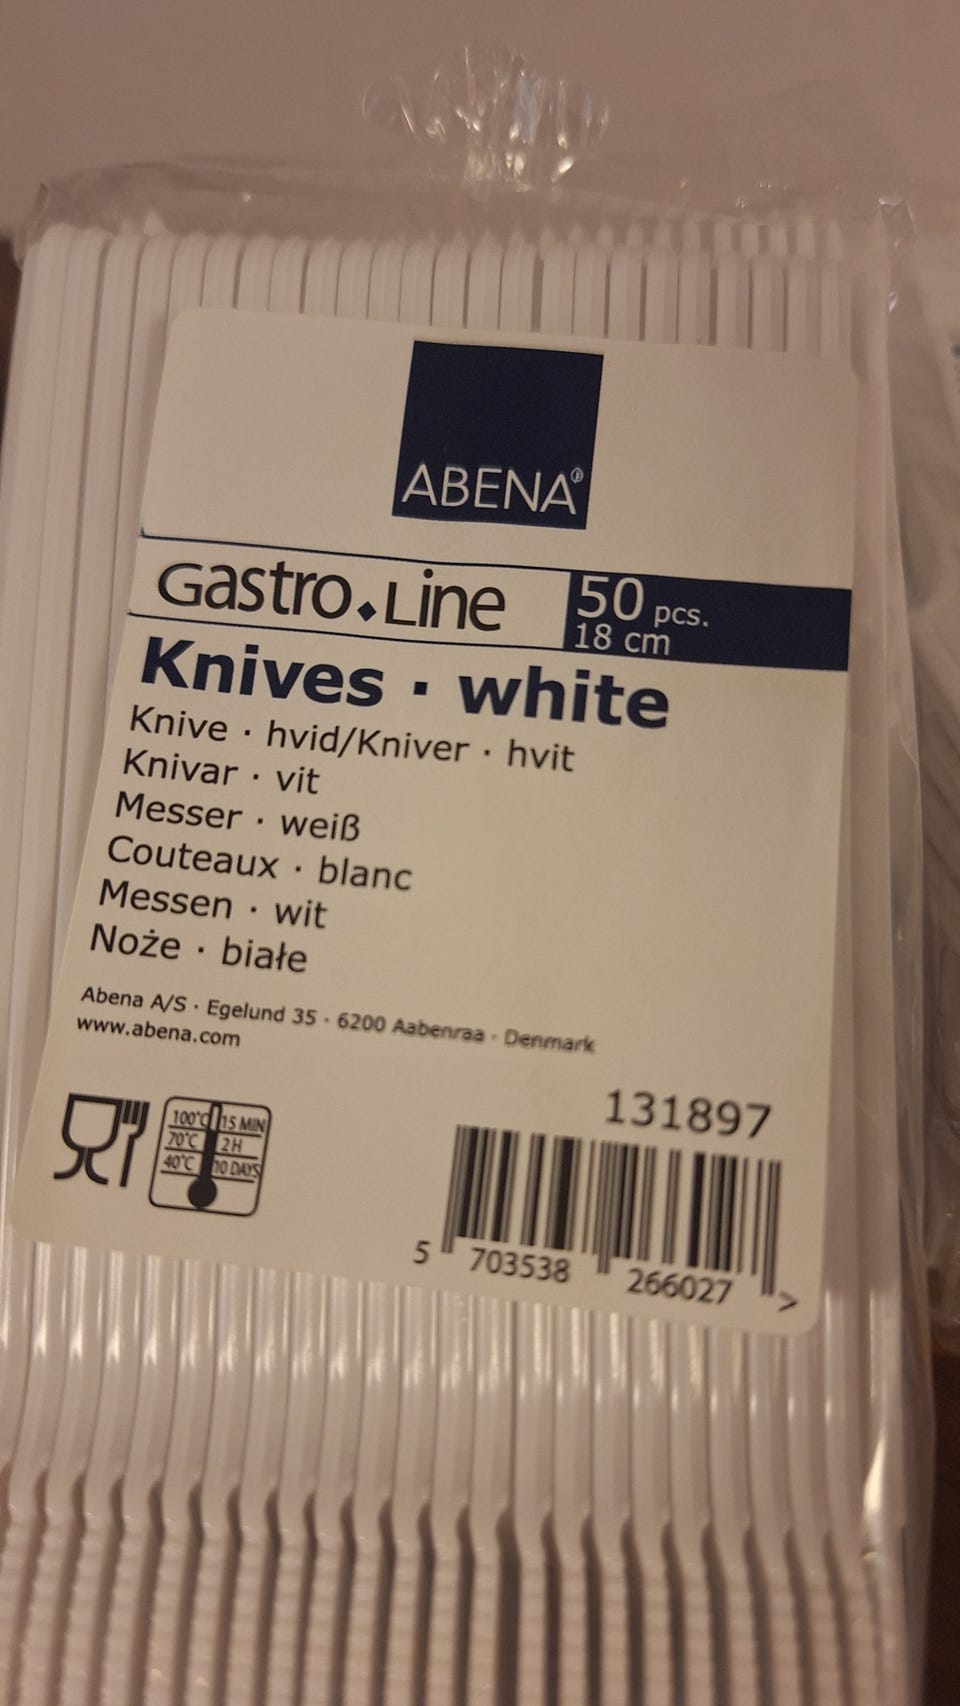 ABENA®
Gastro◆Line
50 pcs.
18 cm
Knives · white
Knive · hvid/Kniver · hvit
Knivar · vit
Messer · weiß
Couteaux · blanc
Messen · wit
Noże · białe
Abena A/S · Egelund 35 · 6200 Aabenraa · Denmark
www.abena.com
100°C 15 MIN
70°C 2H
40°C 10 DAYS
131897
5 703538 266027 >